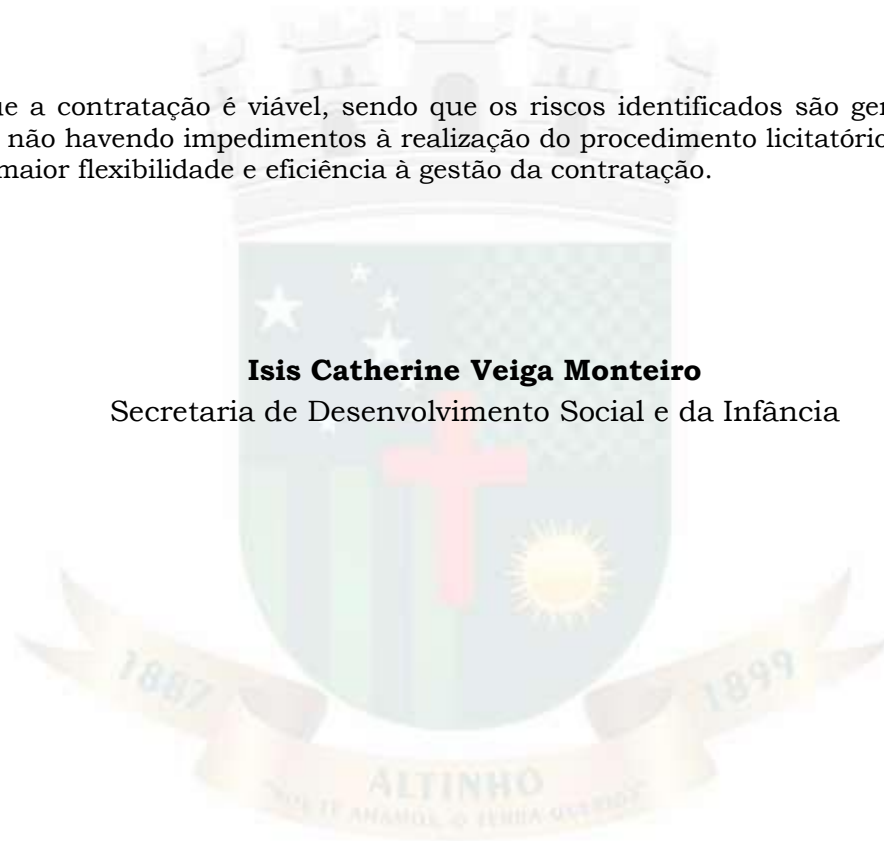 ue a contratação é viável, sendo que os riscos identificados são ger
não havendo impedimentos à realização do procedimento licitatório
maior flexibilidade e eficiência à gestão da contratação.
Isis Catherine Veiga Monteiro
Secretaria de Desenvolvimento Social e da Infância
1887
1899
ALTINHO